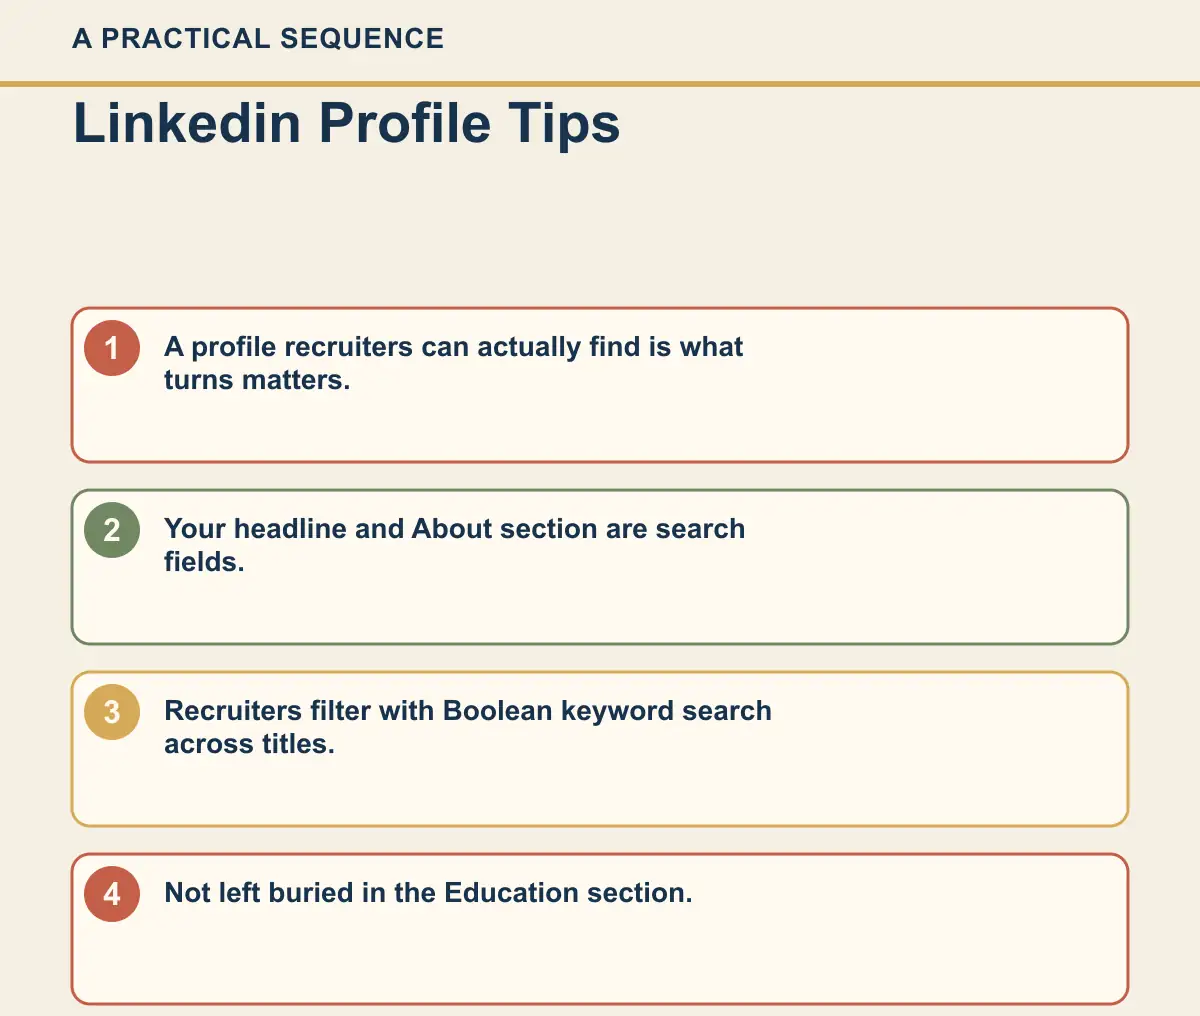 A PRACTICAL SEQUENCE
Linkedin Profile Tips
1
A profile recruiters can actually find is what
turns matters.
2
Your headline and About section are search
fields.
3
Recruiters filter with Boolean keyword search
across titles.
4
Not left buried in the Education section.